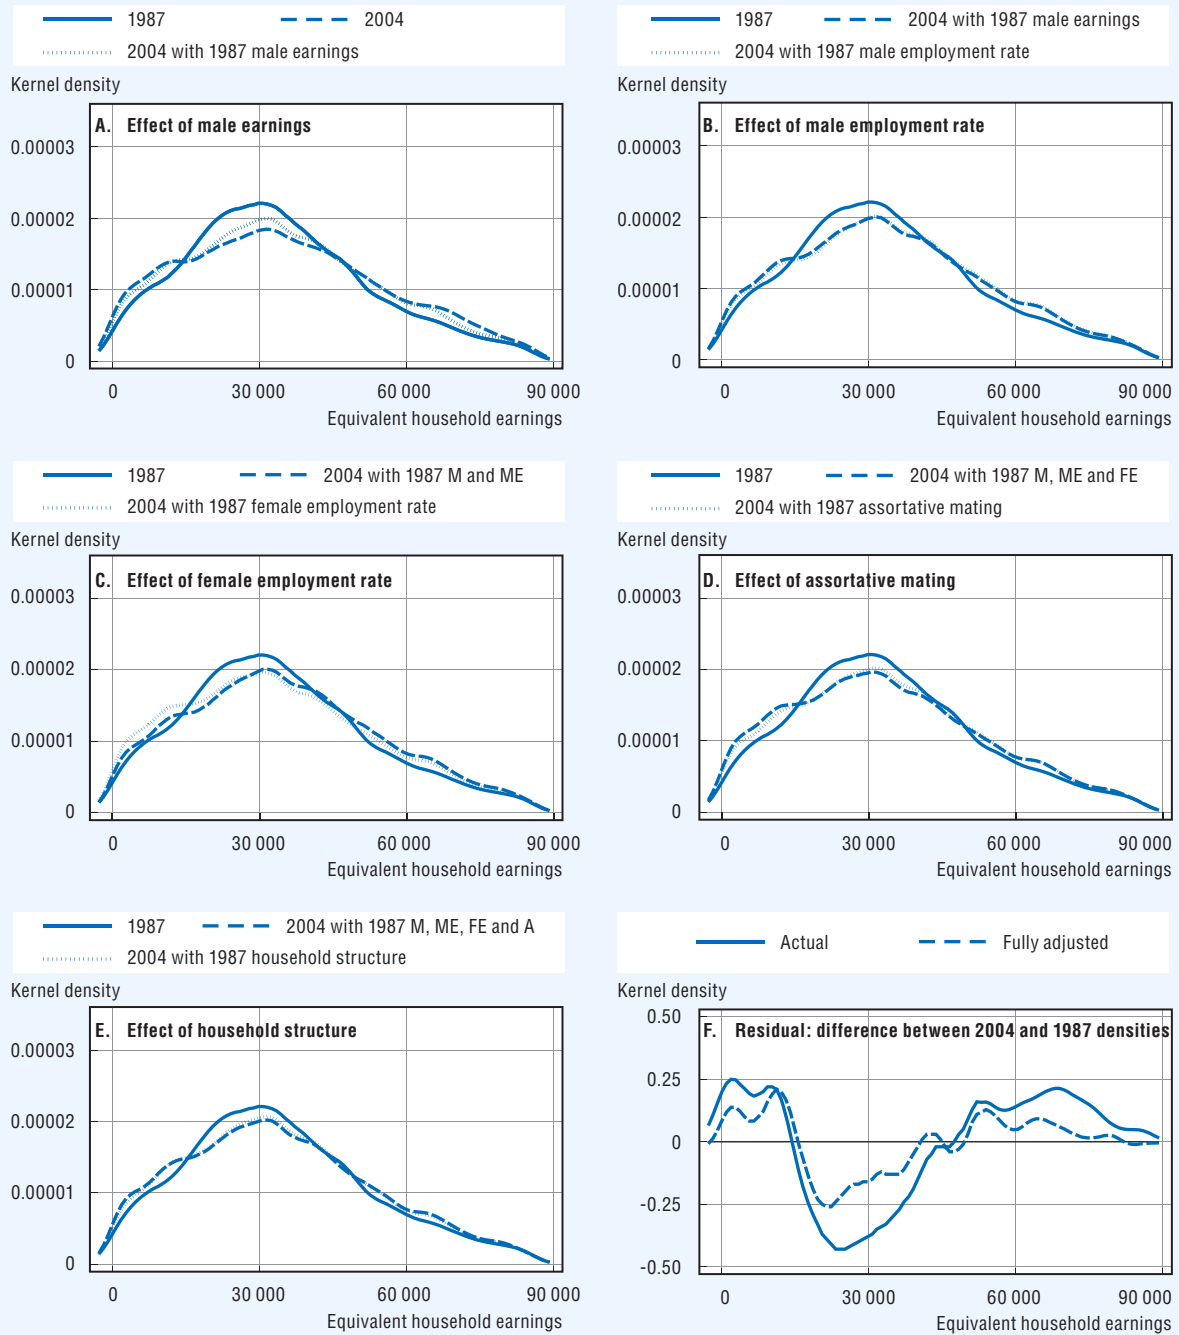 1987
2004
2004 with 1987 male earnings
Kernel density
A. Effect of male earnings
0.00003
0.00002
0.00001
0
0
30 000
60 000
90 000
Equivalent household earnings
1987
2004 with 1987 male earnings
2004 with 1987 male employment rate
Kernel density
B. Effect of male employment rate
0.00003
0.00002
0.00001
0
0
30 000
60 000
90 000
Equivalent household earnings
1987
2004 with 1987 M and ME
2004 with 1987 female employment rate
Kernel density
C. Effect of female employment rate
0.00003
0.00002
0.00001
0
0
30 000
60 000
90 000
Equivalent household earnings
1987
2004 with 1987 M, ME and FE
2004 with 1987 assortative mating
Kernel density
D. Effect of assortative mating
0.00003
0.00002
0.00001
0
0
30 000
60 000
90 000
Equivalent household earnings
1987
2004 with 1987 M, ME, FE and A
2004 with 1987 household structure
Kernel density
E. Effect of household structure
0.00003
0.00002
0.00001
0
0
30 000
60 000
90 000
Equivalent household earnings
Actual
Fully adjusted
Kernel density
F. Residual: difference between 2004 and 1987 densities
0.50
0.25
0
-0.25
-0.50
0
30 000
60 000
90 000
Equivalent household earnings